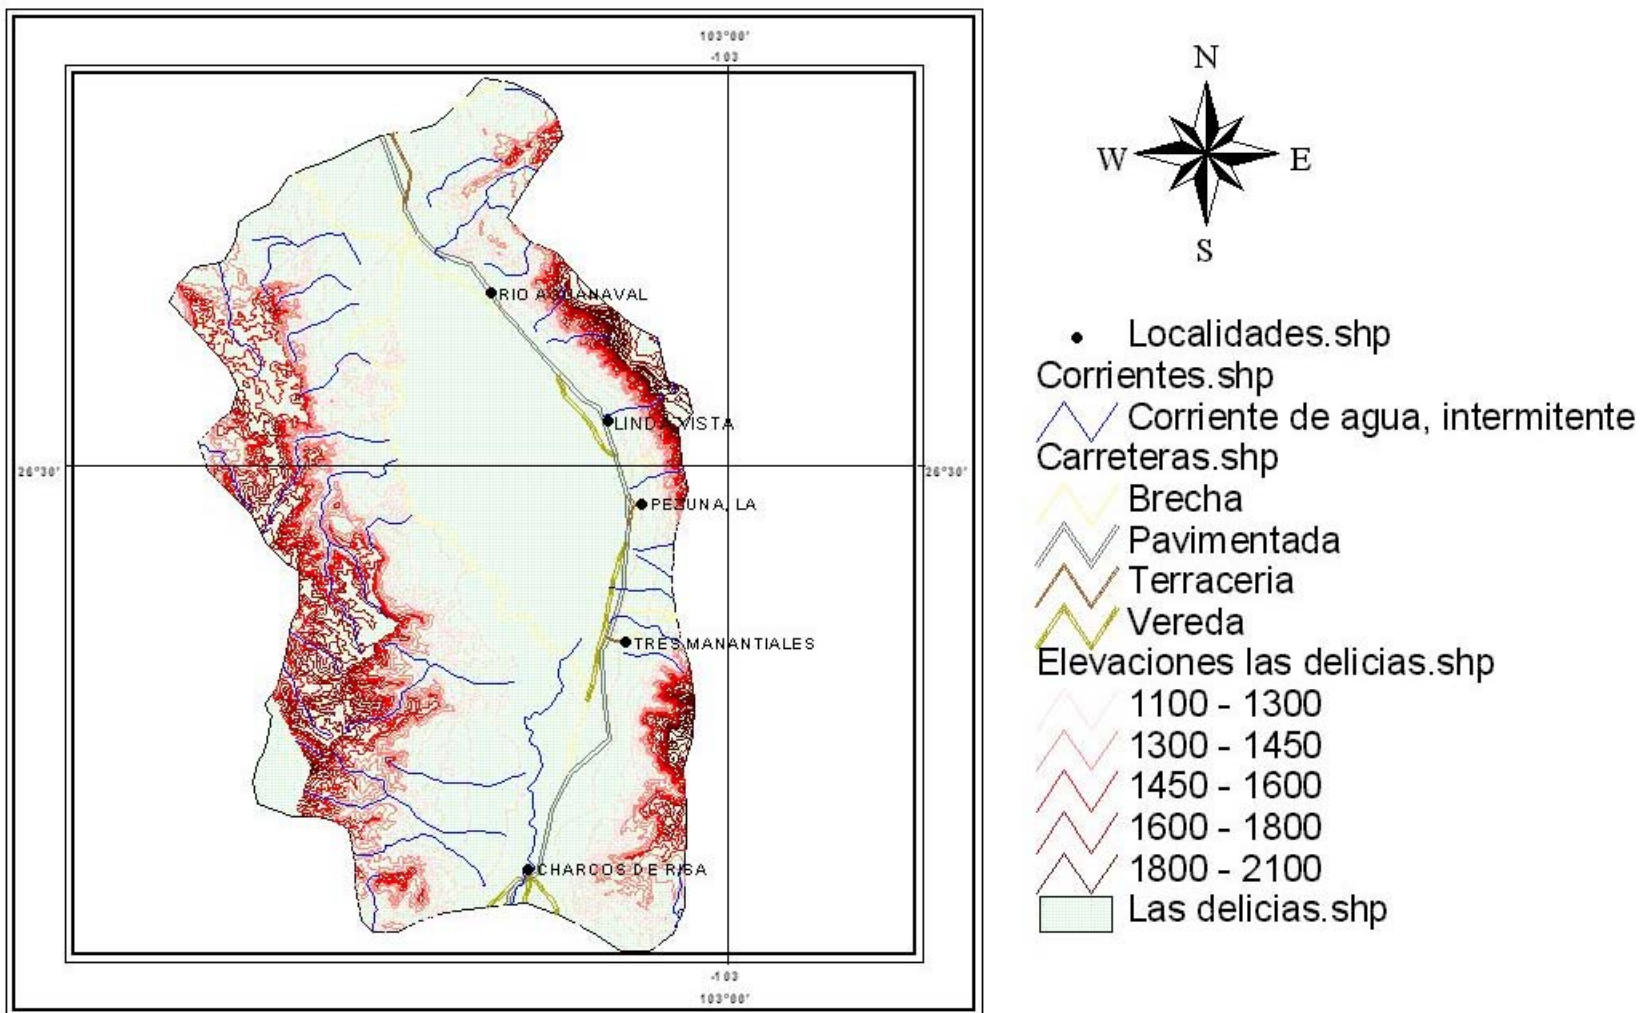 103°00'
-103
RIO AGUANAVAL
LINDA VISTA
26°30'
26°30'
PEZUNA, LA
TRES MANANTIALES
CHARCOS DE RISA
-103
103°00'
N
W
E
S
Localidades.shp
Corrientes.shp
Corriente de agua, intermitente
Carreteras.shp
Brecha
Pavimentada
Terraceria
Vereda
Elevaciones las delicias.shp
1100 - 1300
1300 - 1450
1450 - 1600
1600 - 1800
1800 - 2100
Las delicias.shp